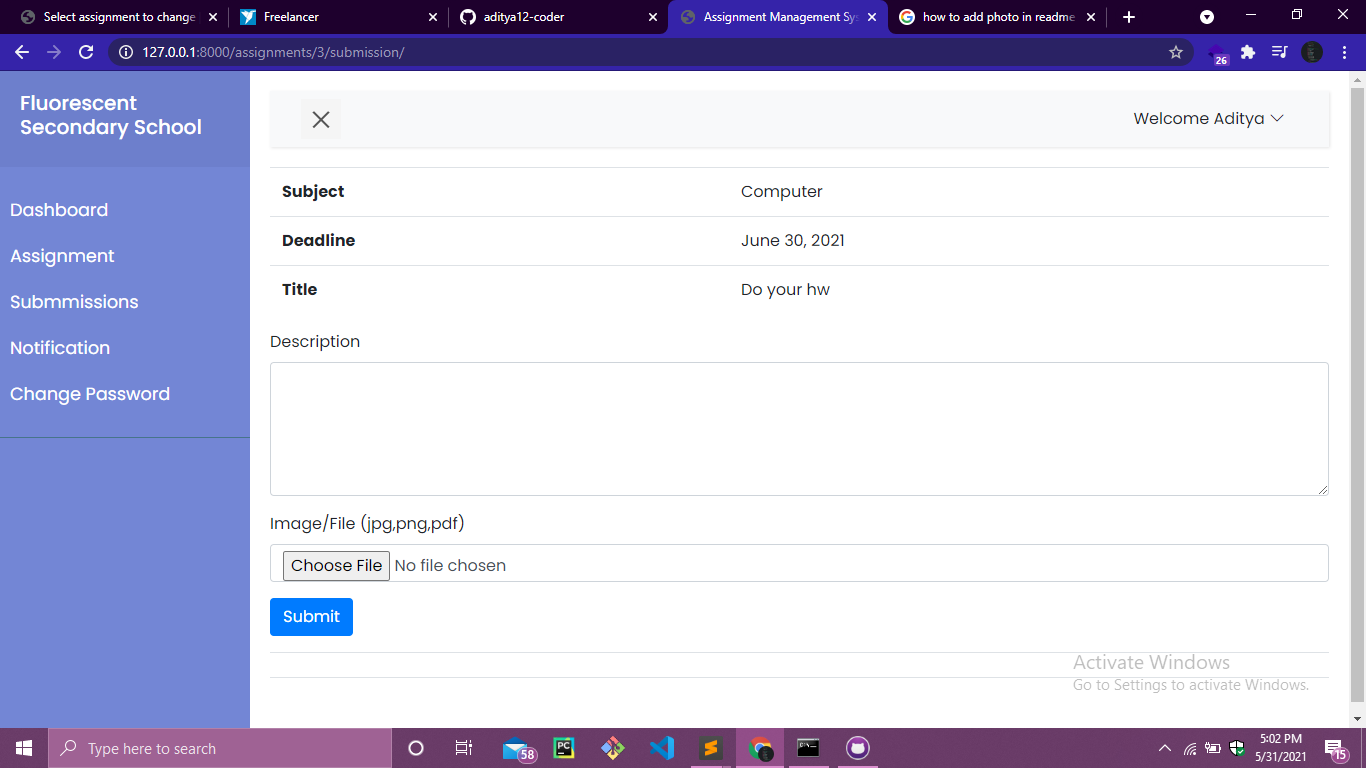 Select assignment to change
Freelancer
aditya12-coder
Assignment Management Sys
how to add photo in readme
127.0.0.1:8000/assignments/3/submission/
26
Fluorescent
Secondary School
Welcome Aditya
Dashboard
Assignment
Submmissions
Notification
Change Password
Subject Computer
Deadline June 30, 2021
Title Do your hw
Description
Image/File (jpg,png,pdf)
Choose File No file chosen
Submit
Activate Windows
Go to Settings to activate Windows.
Type here to search
58
PC
5:02 PM
5/31/2021
15